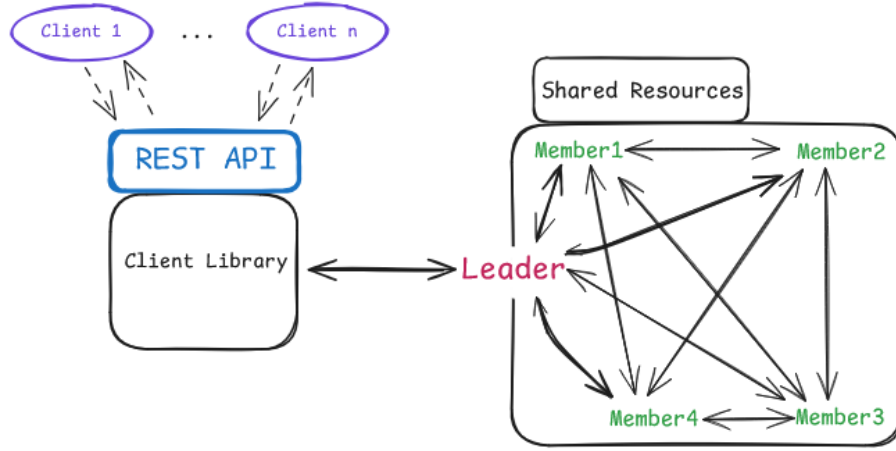 Client 1
...
Client n
Shared Resources
REST API
Member1
Member2
Client Library
Leader
Member4
Member3